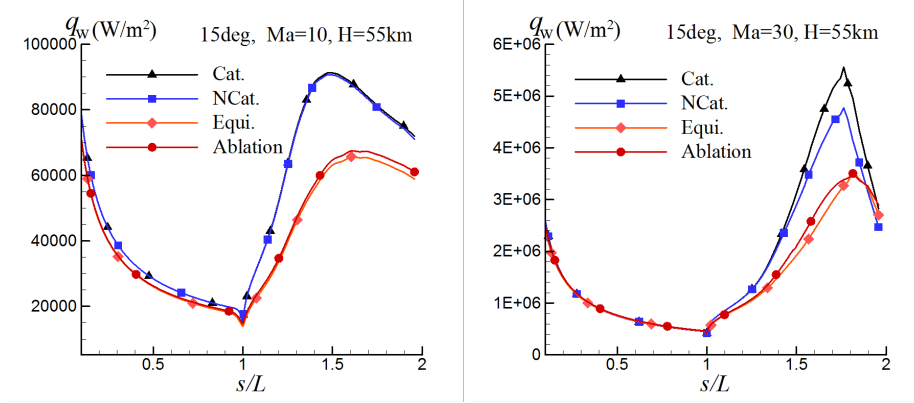 qw(W/m²)
15deg, Ma=10, H=55km
100000
80000
60000
40000
20000
Cat.
NCat.
Equi.
Ablation
0.5
1
1.5
2
s/L
qw(W/m²)
15deg, Ma=30, H=55km
6E+06
5E+06
4E+06
3E+06
2E+06
1E+06
0
Cat.
NCat.
Equi.
Ablation
0.5
1
1.5
2
s/L